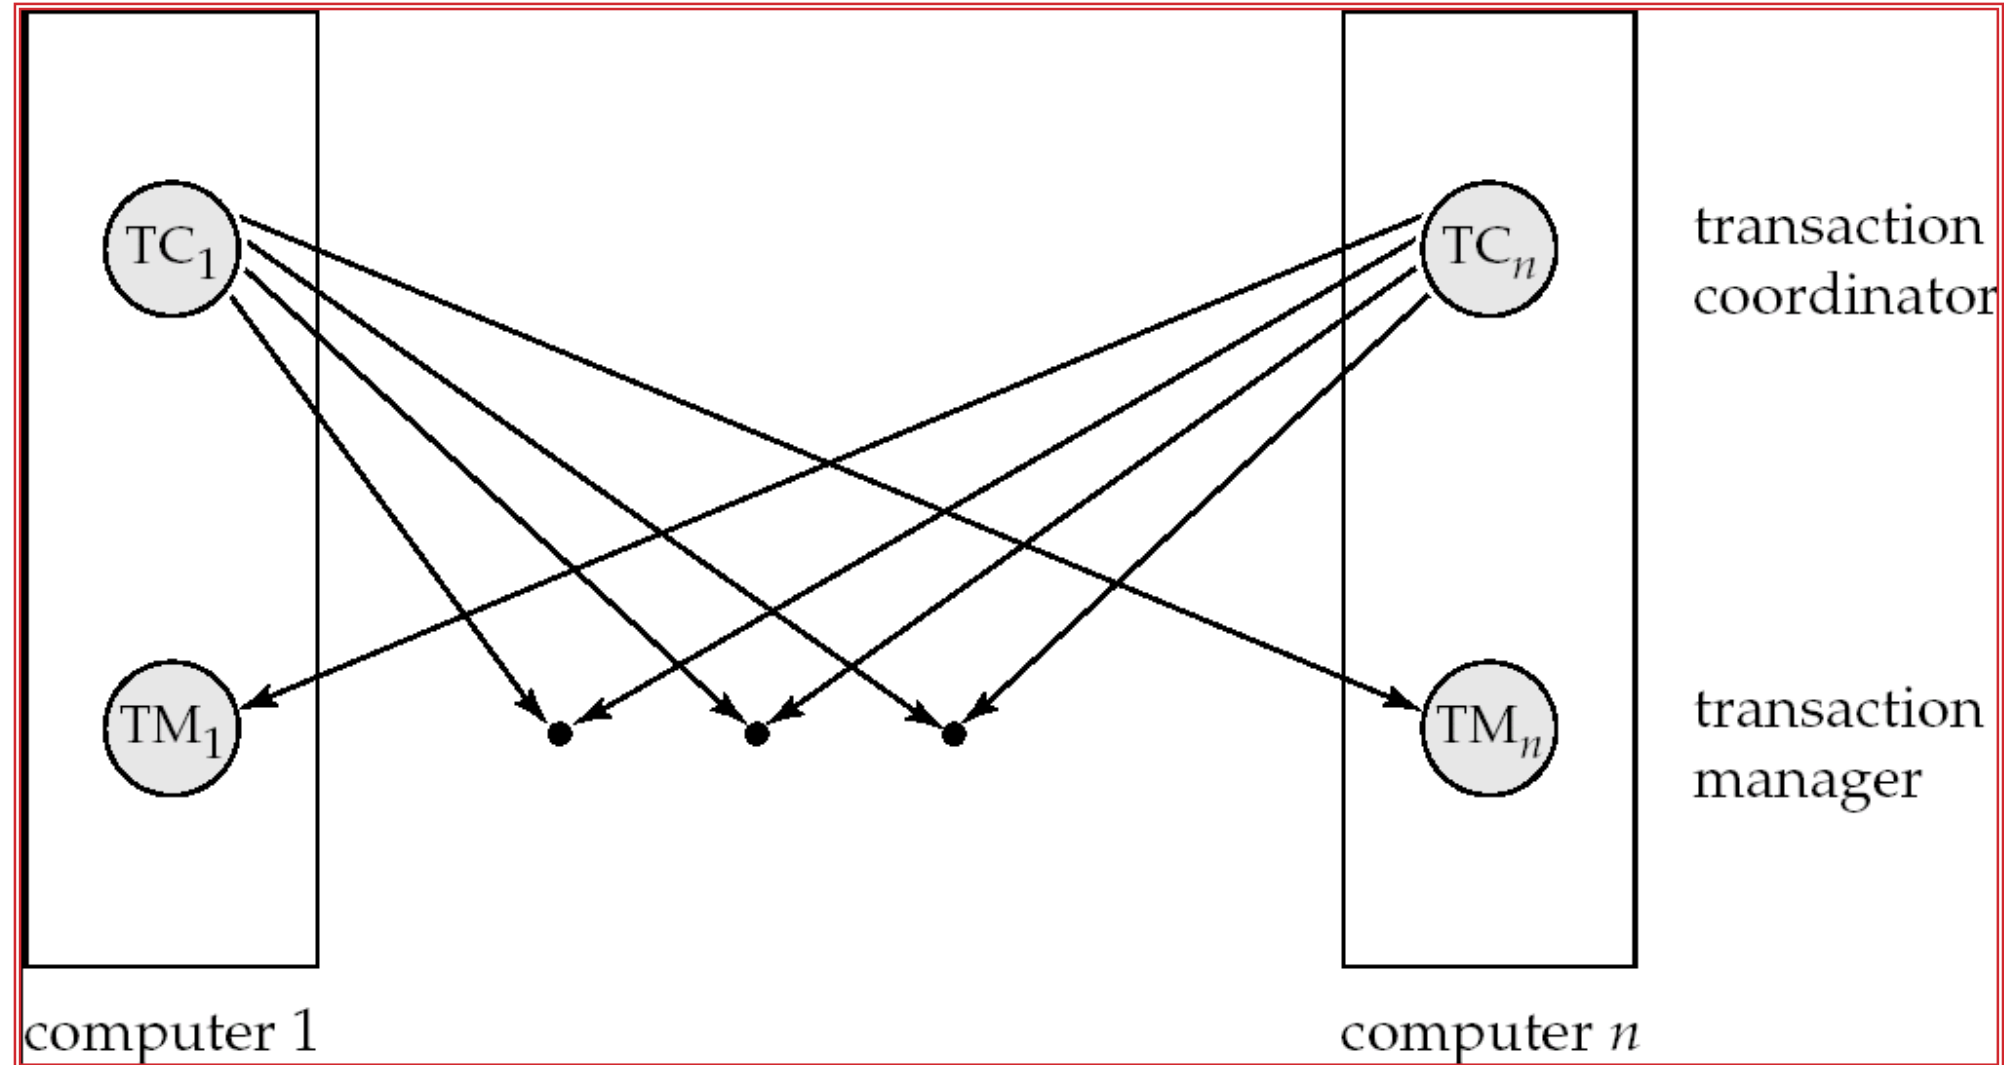 TC1
TCn
transaction
coordinator
TM1
TMn
transaction
manager
computer 1
computer n